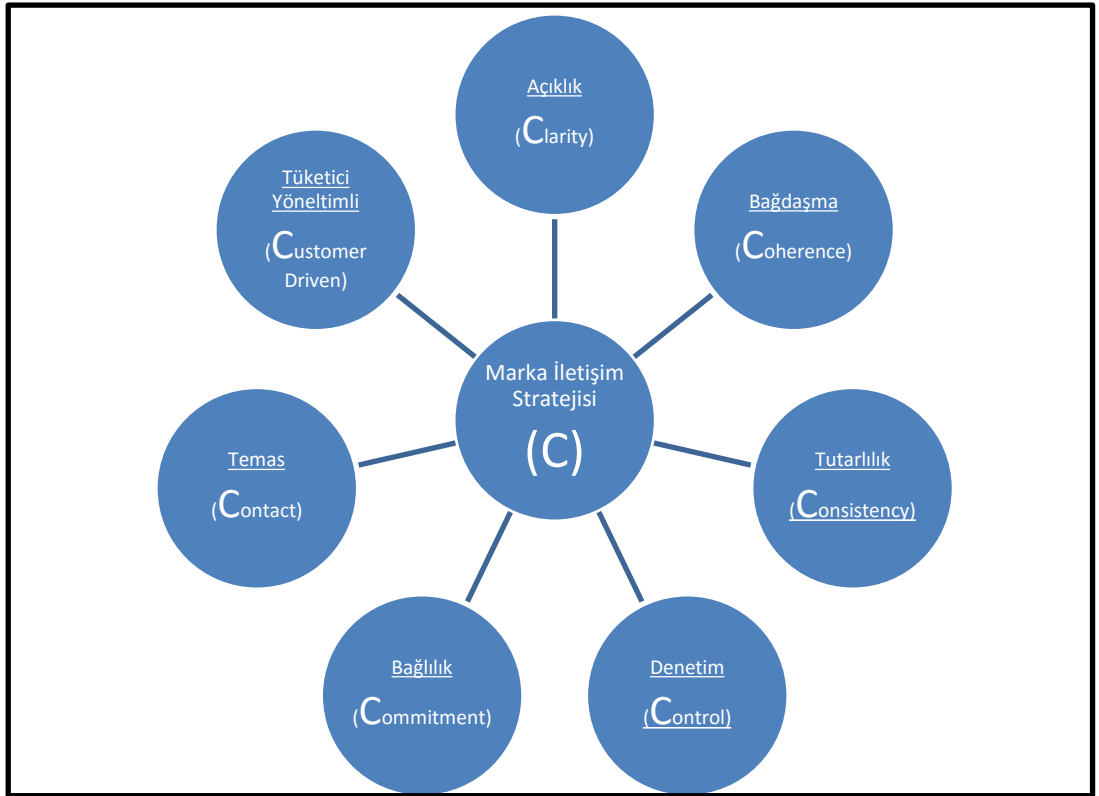 Açıklık
(Clarity)
Tüketici
Yöneltimli
(Customer
Driven)
Bağdaşma
(Coherence)
Marka İletişim
Stratejisi
(C)
Temas
(Contact)
Tutarlılık
(Consistency)
Bağlılık
(Commitment)
Denetim
(Control)